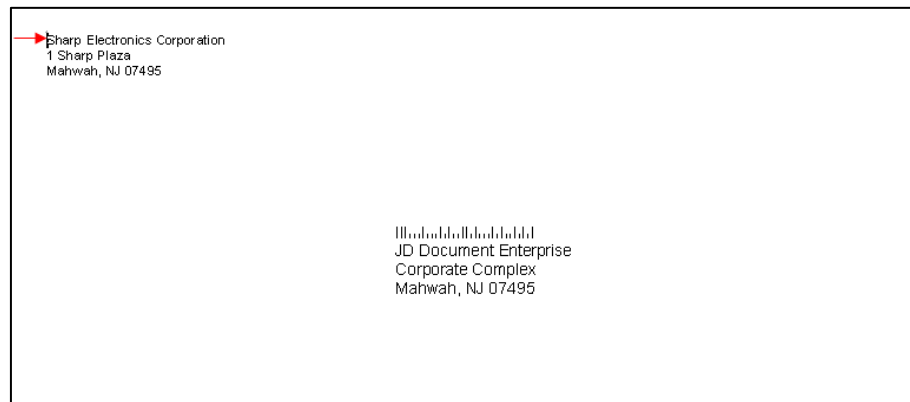 Sharp Electronics Corporation
1 Sharp Plaza
Mahwah, NJ 07495
JD Document Enterprise
Corporate Complex
Mahwah, NJ 07495